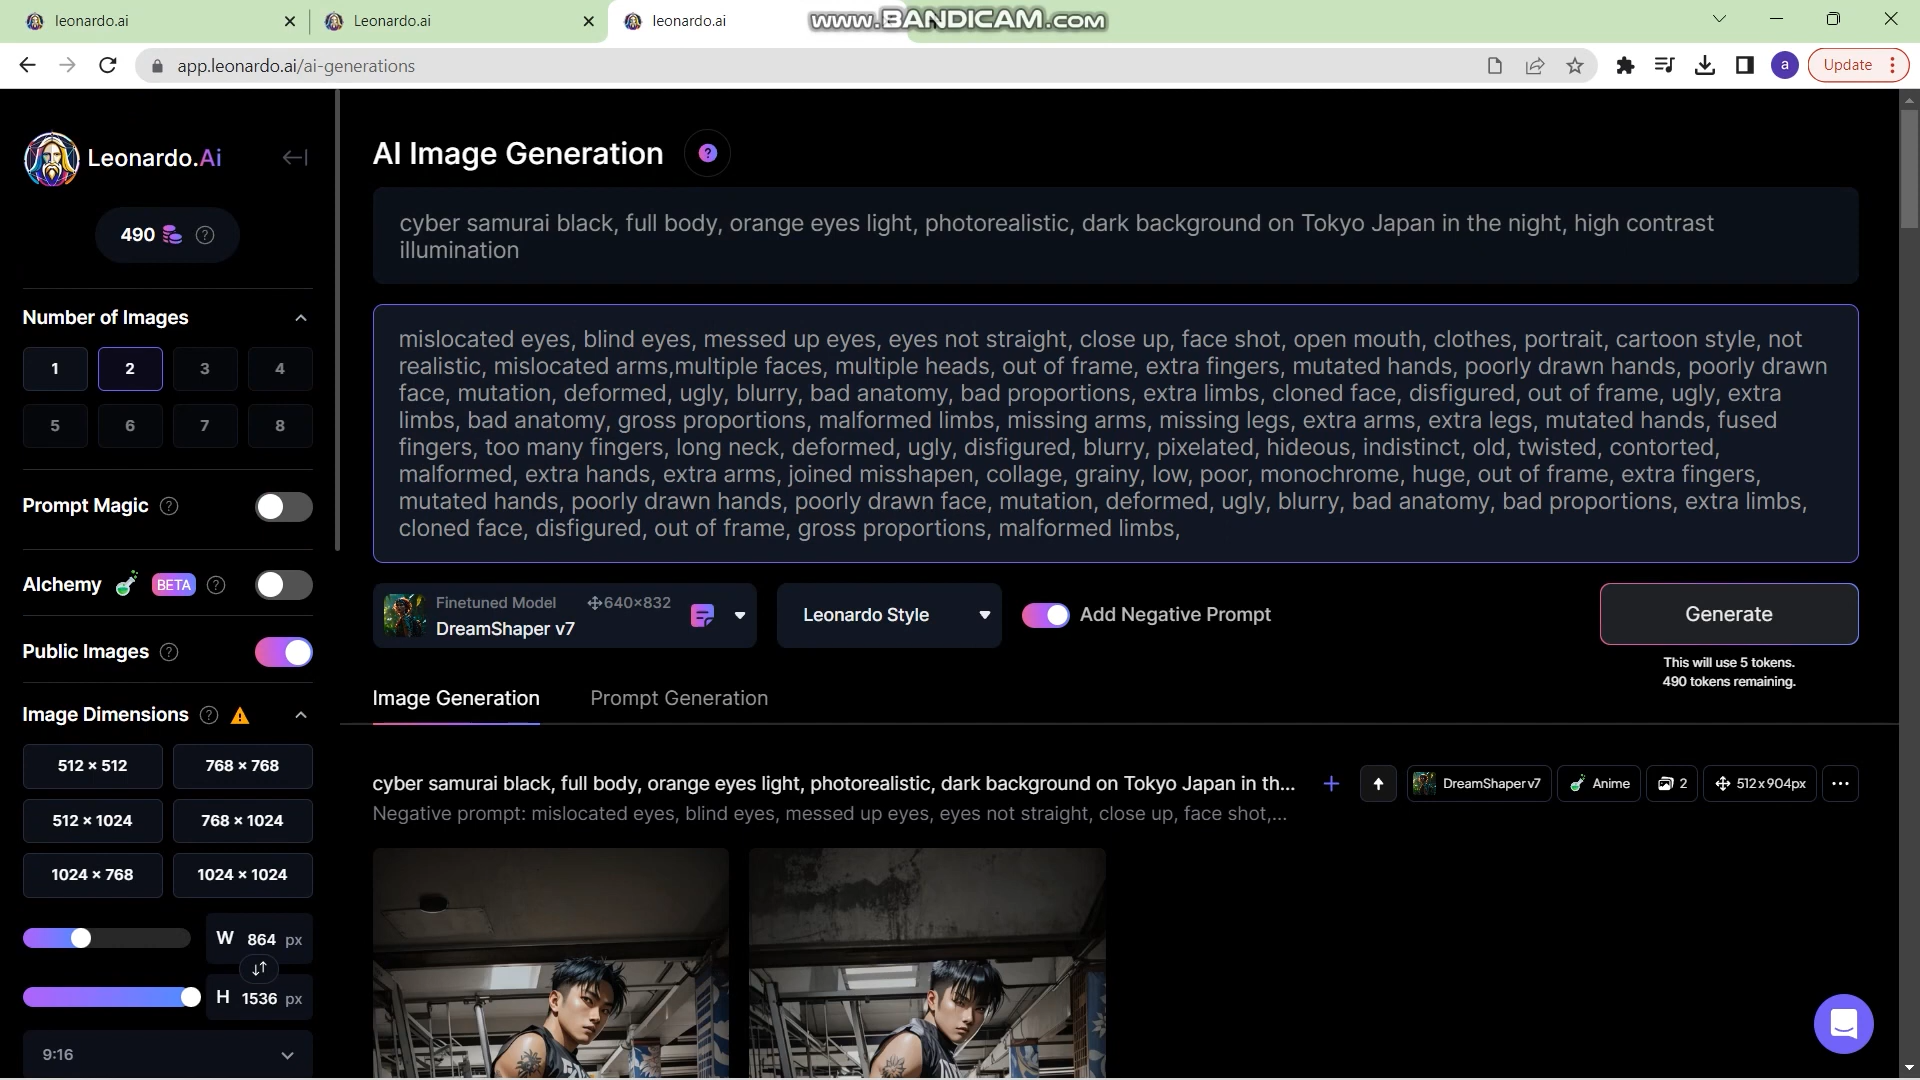 leonardo.ai
Leonardo.ai
leonardo.ai
www.BANDICAM.com
app.leonardo.ai/ai-generations
a
Update
Leonardo.Ai
490
Number of Images
1 2 3 4
5 6 7 8
Prompt Magic
Alchemy BETA
Public Images
Image Dimensions
512 × 512 768 × 768
512 × 1024 768 × 1024
1024 × 768 1024 × 1024
W 864 px
H 1536 px
9:16
AI Image Generation
cyber samurai black, full body, orange eyes light, photorealistic, dark background on Tokyo Japan in the night, high contrast
illumination
mislocated eyes, blind eyes, messed up eyes, eyes not straight, close up, face shot, open mouth, clothes, portrait, cartoon style, not
realistic, mislocated arms,multiple faces, multiple heads, out of frame, extra fingers, mutated hands, poorly drawn hands, poorly drawn
face, mutation, deformed, ugly, blurry, bad anatomy, bad proportions, extra limbs, cloned face, disfigured, out of frame, ugly, extra
limbs, bad anatomy, gross proportions, malformed limbs, missing arms, missing legs, extra arms, extra legs, mutated hands, fused
fingers, too many fingers, long neck, deformed, ugly, disfigured, blurry, pixelated, hideous, indistinct, old, twisted, contorted,
malformed, extra hands, extra arms, joined misshapen, collage, grainy, low, poor, monochrome, huge, out of frame, extra fingers,
mutated hands, poorly drawn hands, poorly drawn face, mutation, deformed, ugly, blurry, bad anatomy, bad proportions, extra limbs,
cloned face, disfigured, out of frame, gross proportions, malformed limbs,
Finetuned Model 640×832
DreamShaper v7
Leonardo Style
Add Negative Prompt
Generate
This will use 5 tokens.
490 tokens remaining.
Image Generation
Prompt Generation
cyber samurai black, full body, orange eyes light, photorealistic, dark background on Tokyo Japan in th...
DreamShaper v7
Anime
2
512 x 904px
Negative prompt: mislocated eyes, blind eyes, messed up eyes, eyes not straight, close up, face shot,...